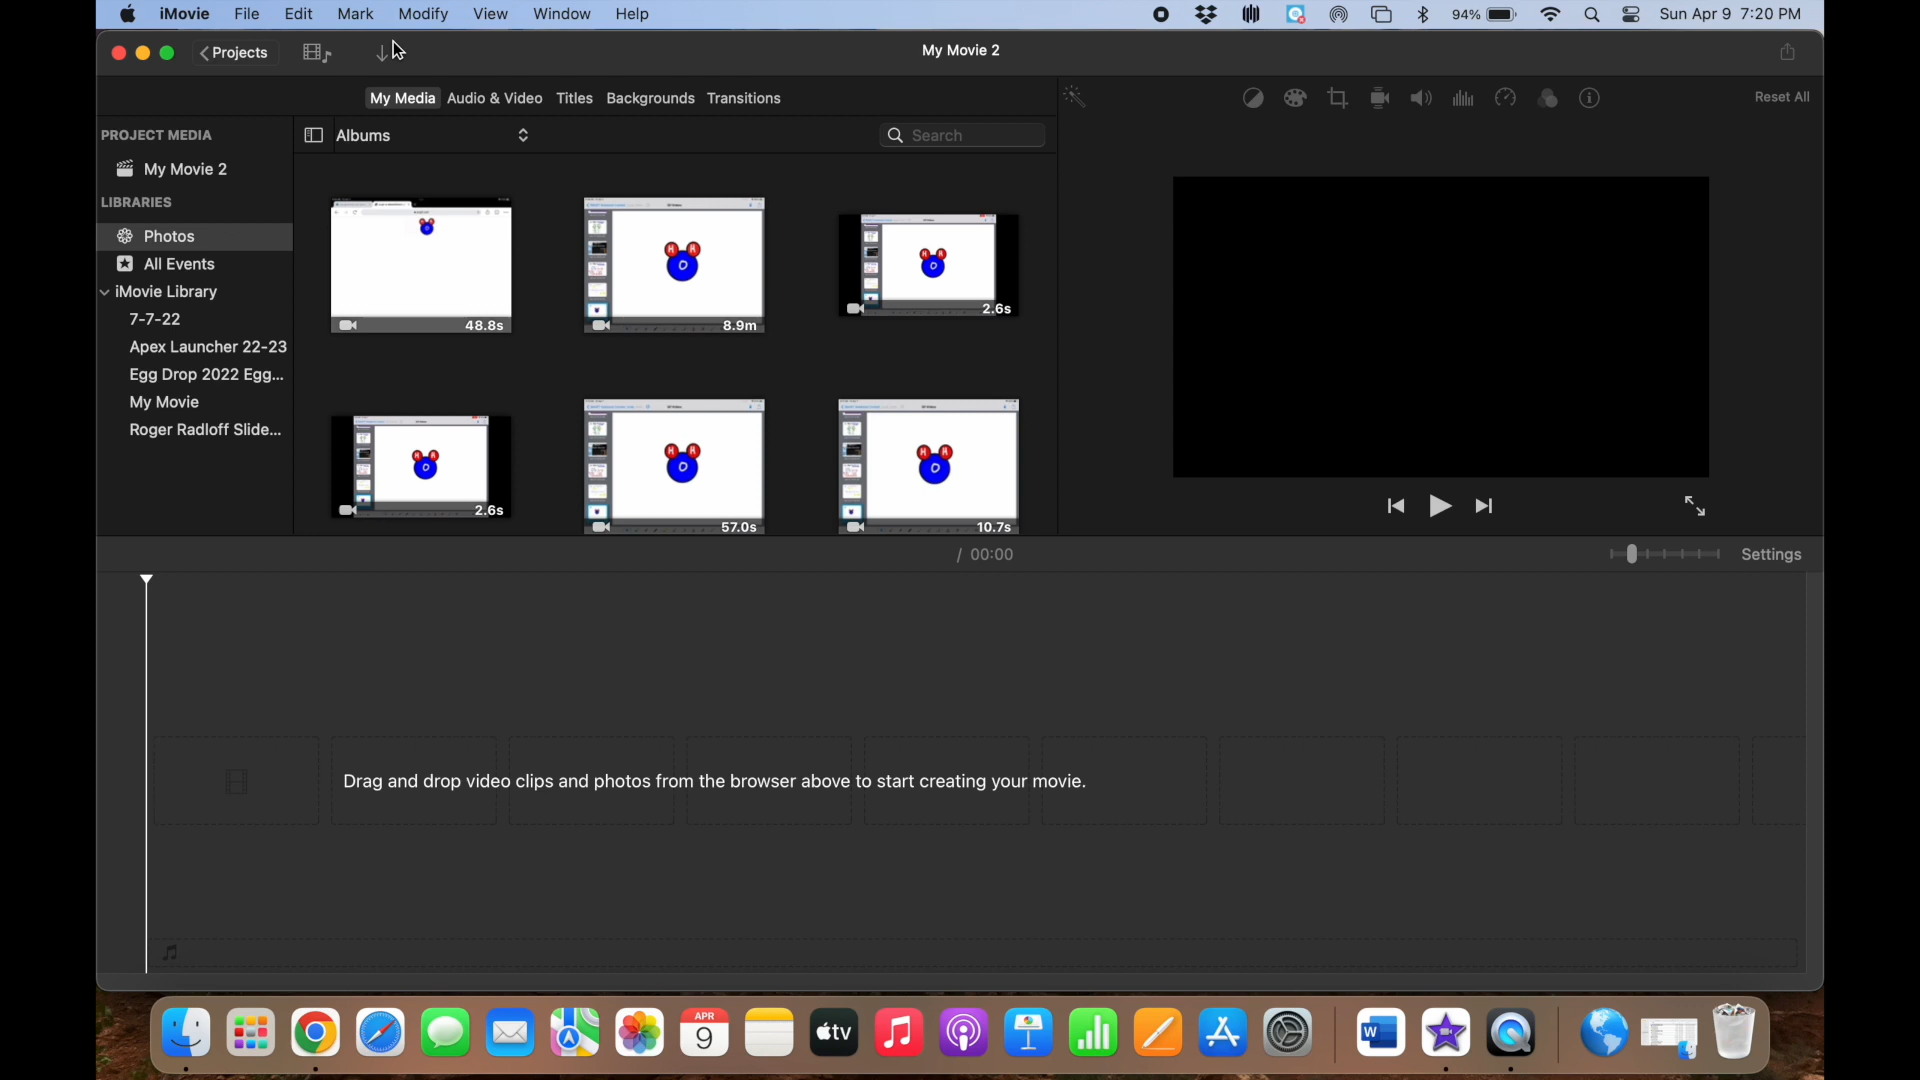 iMovie File Edit Mark Modify View Window Help 94% Sun Apr 9 7:20 PM
Projects My Movie 2
My Media Audio & Video Titles Backgrounds Transitions Reset All
PROJECT MEDIA Albums Search
My Movie 2
LIBRARIES
Photos
All Events
iMovie Library
7-7-22
Apex Launcher 22-23
Egg Drop 2022 Egg...
My Movie
Roger Radloff Slide...
48.8s 8.9m 2.6s
2.6s 57.0s 10.7s
/ 00:00 Settings
Drag and drop video clips and photos from the browser above to start creating your movie.
APR
9
tv
W